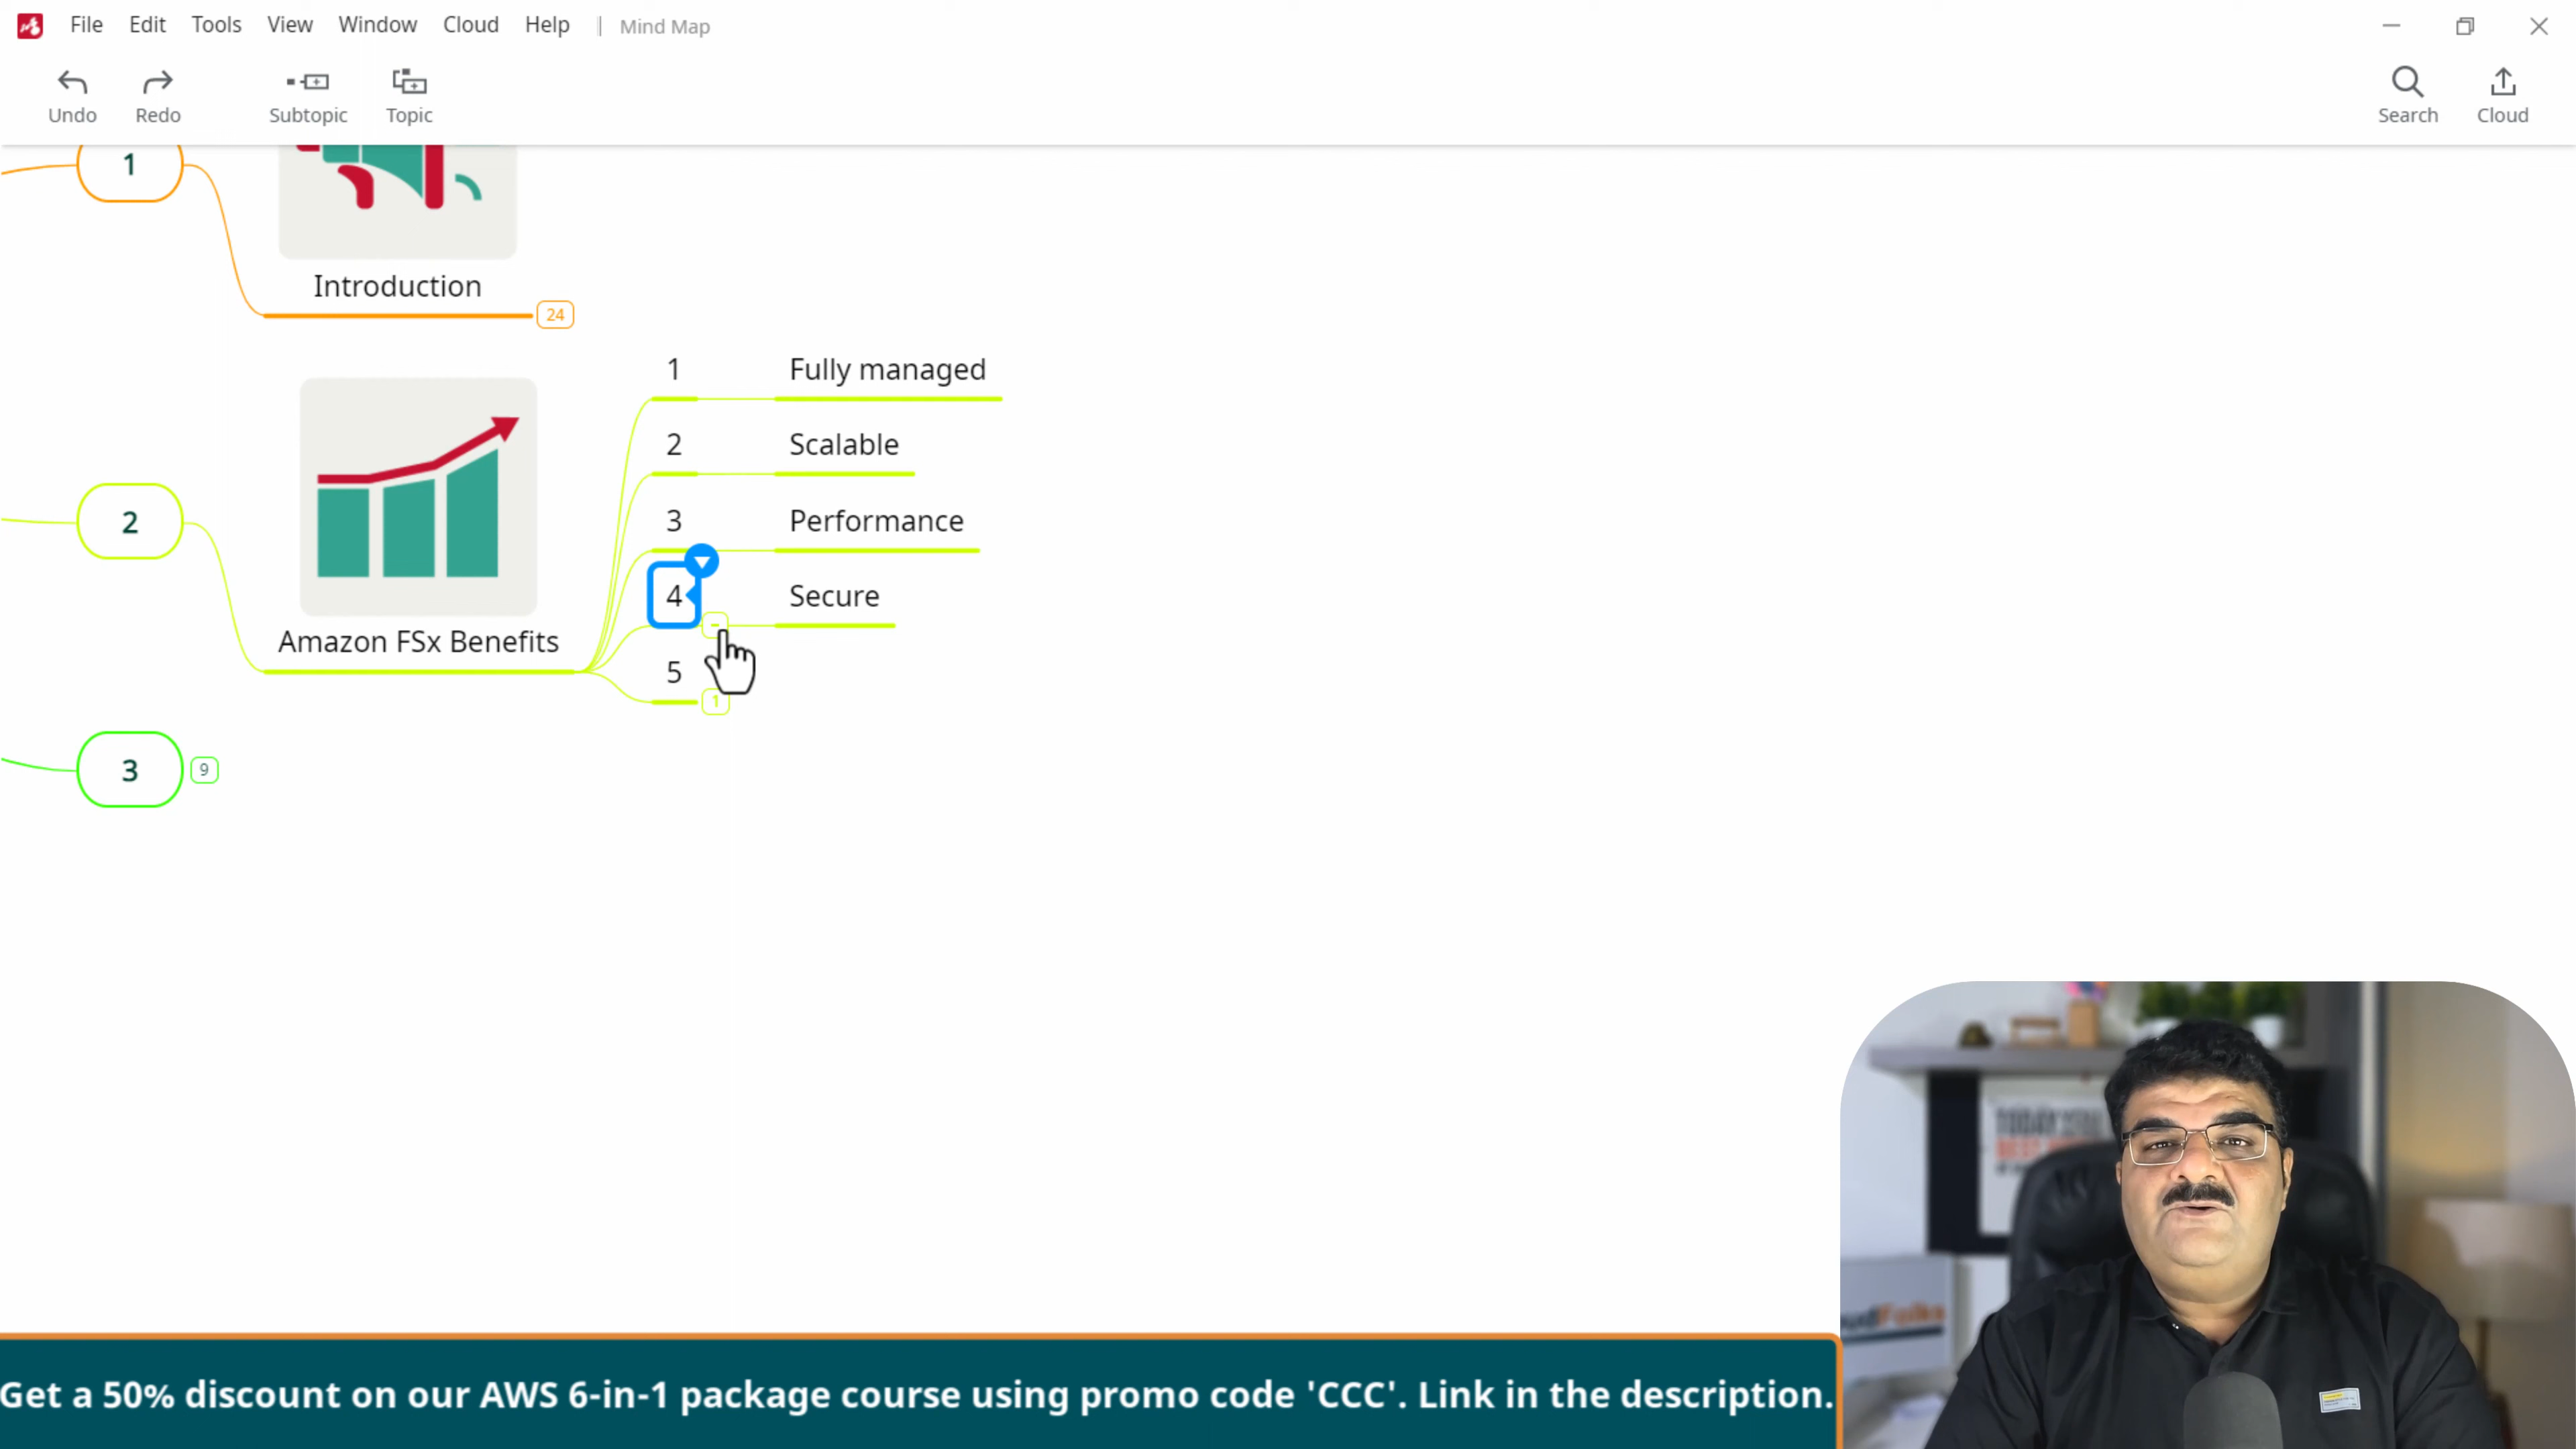 File Edit Tools View Window Cloud Help | Mind Map
Undo Redo Subtopic Topic Search Cloud
1
Introduction
24
1 Fully managed
2 Scalable
3 Performance
4 Secure
5
1
2
Amazon FSx Benefits
3
9
TODAY
Get a 50% discount on our AWS 6-in-1 package course using promo code 'CCC'. Link in the description.